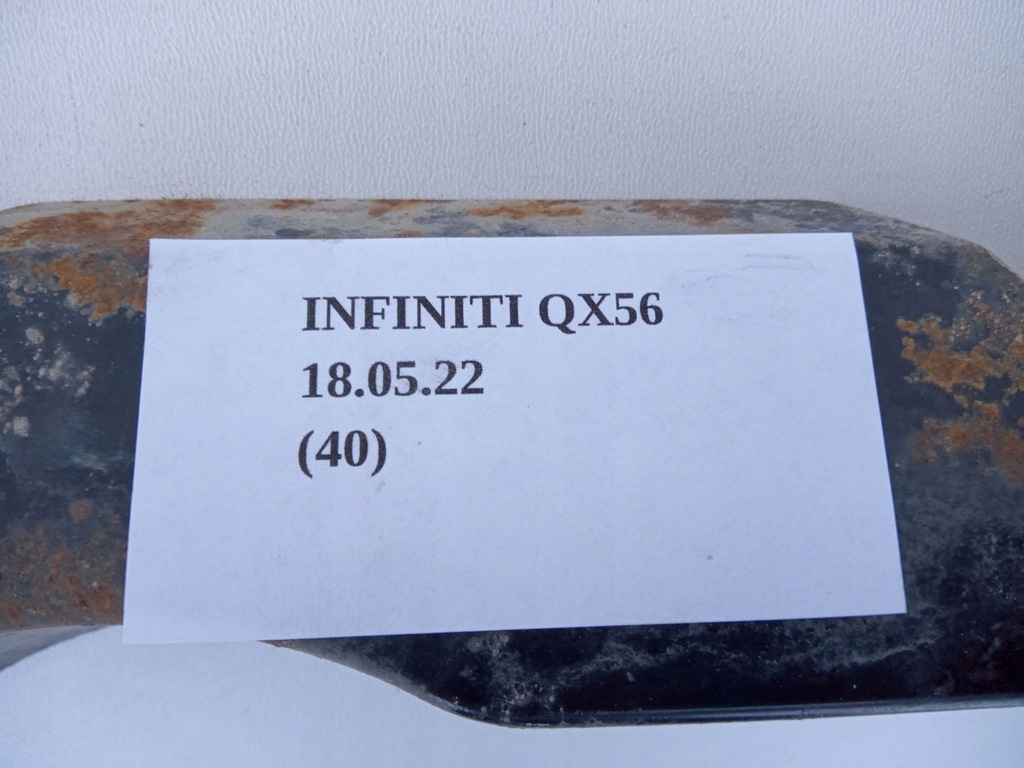 INFINITI QX56
18.05.22
(40)